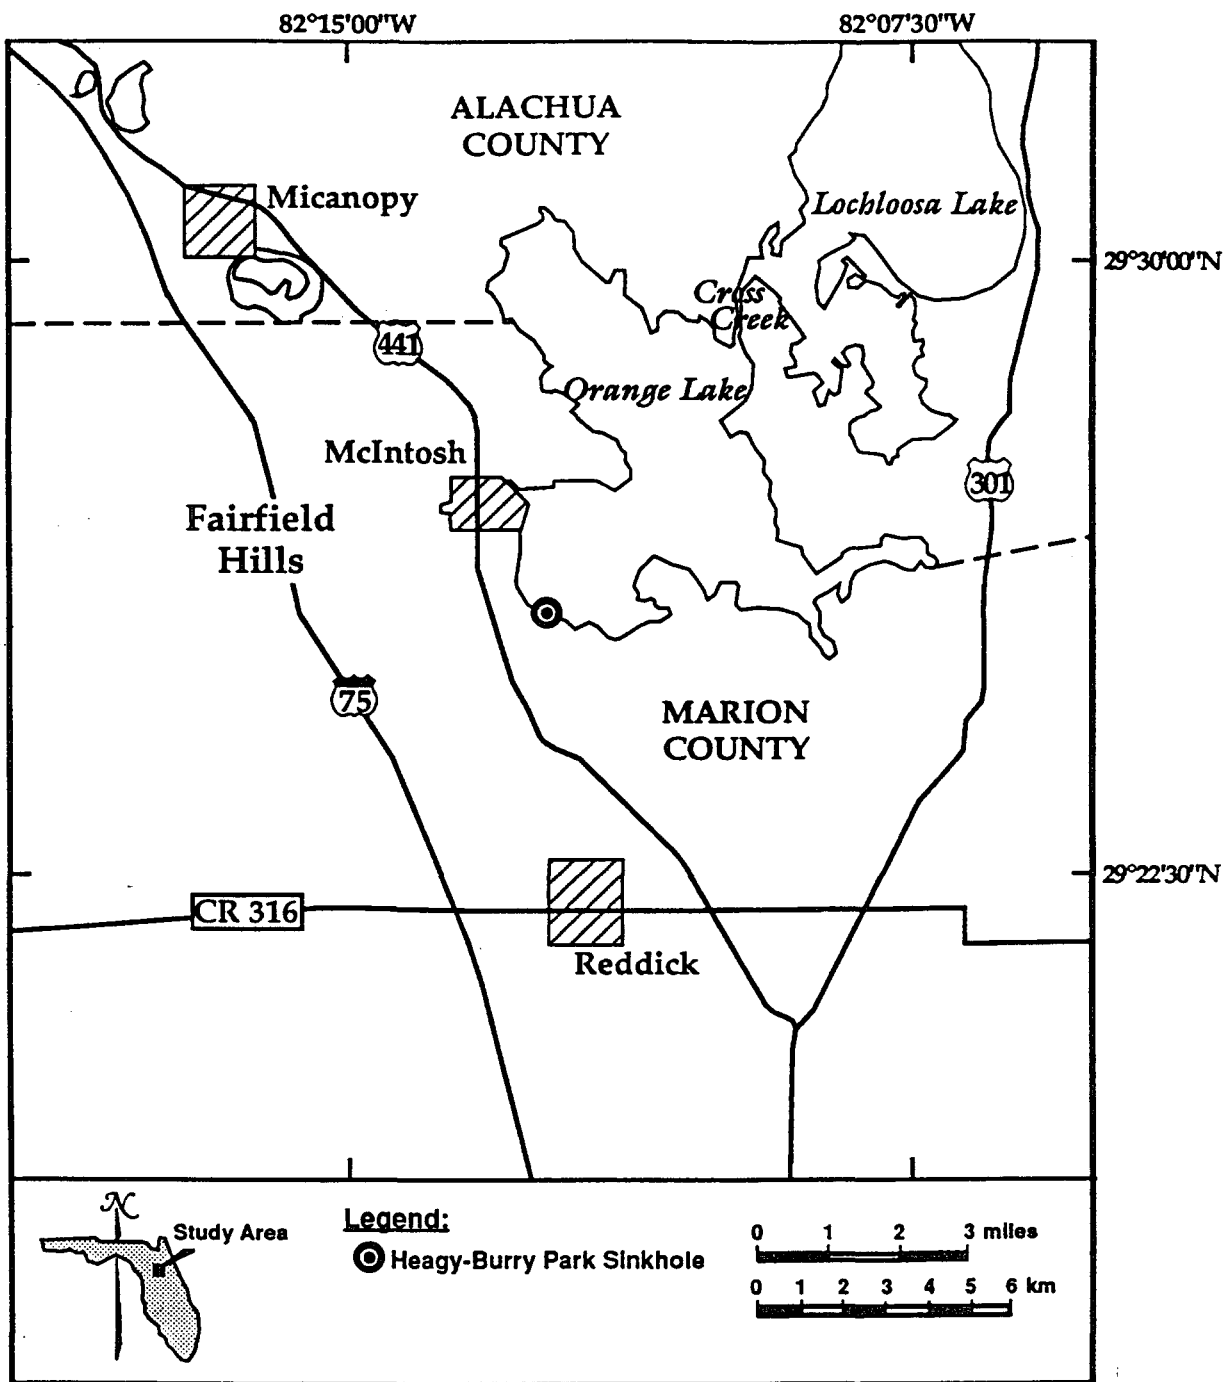 82°15'00"W
82°07'30"W
ALACHUA
COUNTY
Micanopy
Lochloosa Lake
29°30'00"N
Cross
Creek
441
Orange Lake
McIntosh
301
Fairfield
Hills
75
MARION
COUNTY
29°22'30"N
CR 316
Reddick
N
Study Area
Legend:
Heagy-Burry Park Sinkhole
0 1 2 3 miles
0 1 2 3 4 5 6 km